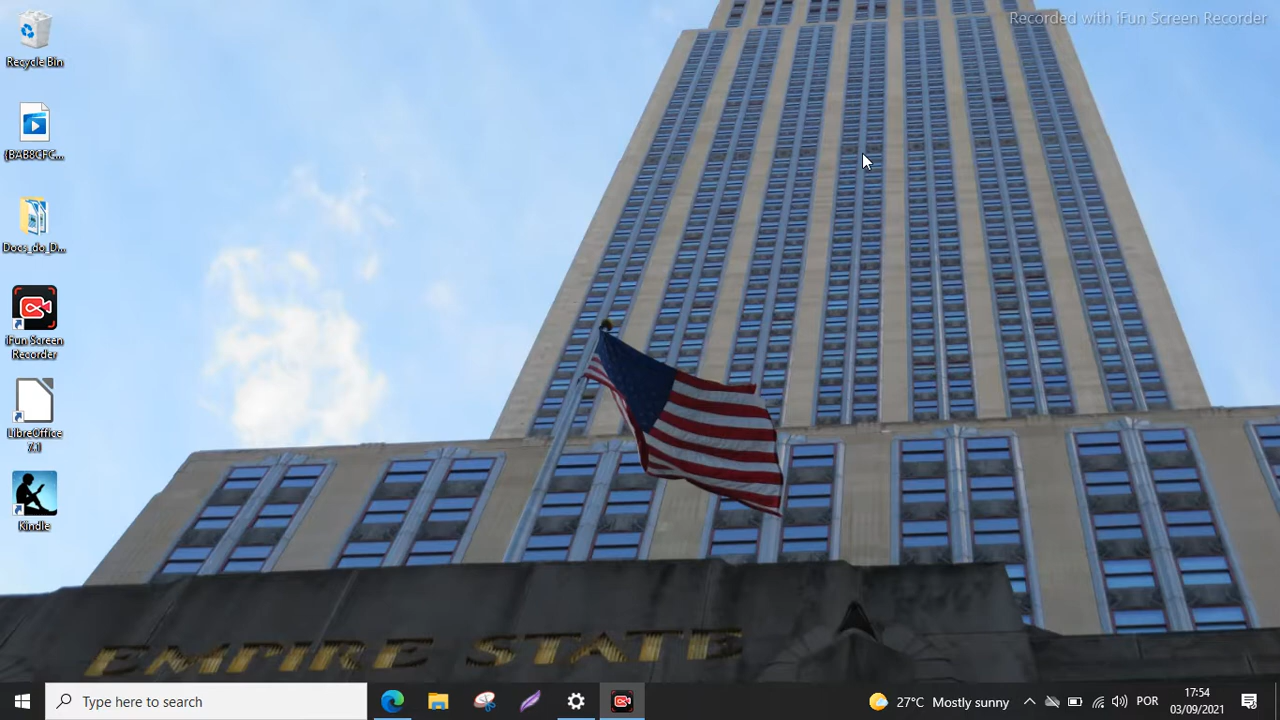 Recorded with iFun Screen Recorder
Recycle Bin
{BAB8CFC...
Docs_do_D...
iFun Screen
Recorder
LibreOffice
7.1
Kindle
EMPIRE STATE
Type here to search
27°C Mostly sunny
POR
17:54
03/09/2021